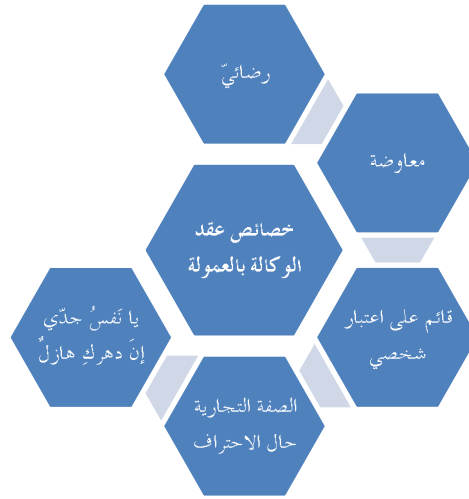 رضائيّ
معاوضة
خصائص عقد
الوكالة بالعمولة
قائم على اعتبار
شخصي
الصفة التجارية
حال الاحتراف
يا نَفسُ جدّي
إنَ دهركِ هازلٌ